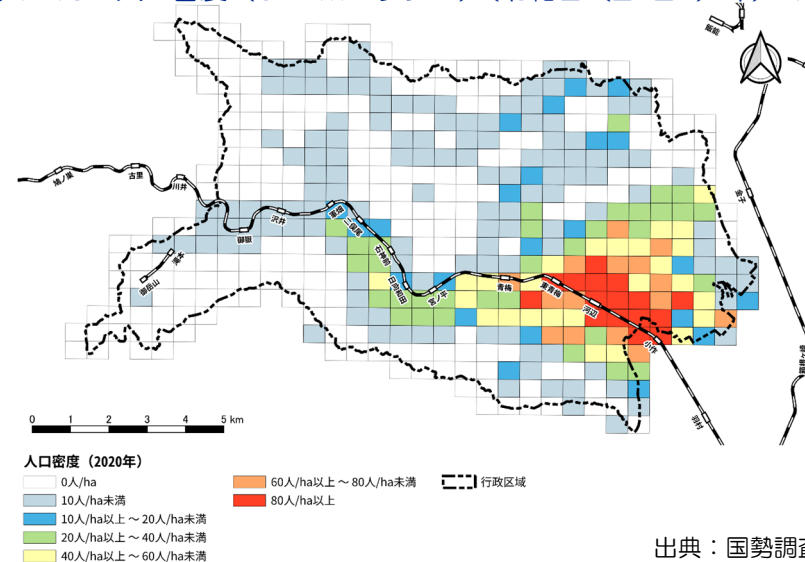 飯能
金子
鳩ノ巣
古里
川井
御嶽
沢井
軍畑
二俣尾
石神前
日向和田
宮ノ平
青梅
東青梅
河辺
小作
羽村
箱根ケ崎
滝本
御岳山
0 1 2 3 4 5 km
人口密度（2020年）
0人/ha
10人/ha未満
10人/ha以上 ～ 20人/ha未満
20人/ha以上 ～ 40人/ha未満
40人/ha以上 ～ 60人/ha未満
60人/ha以上 ～ 80人/ha未満
80人/ha以上
行政区域
出典：国勢調査